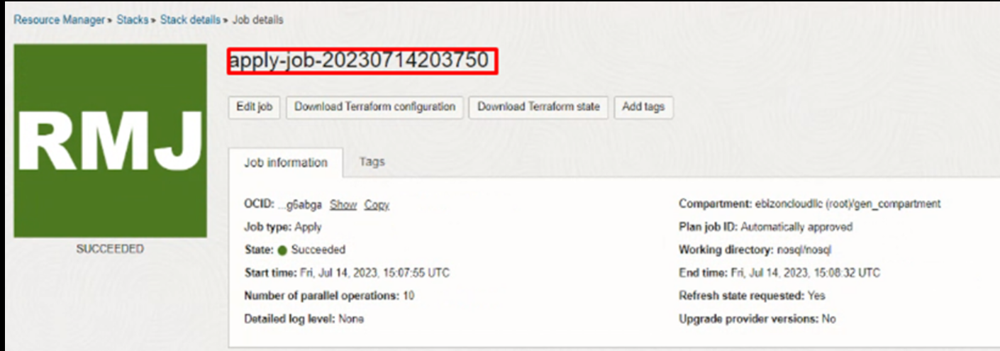 Resource Manager » Stacks » Stack details » Job details
apply-job-20230714203750
RMJ
SUCCEEDED
Edit job Download Terraform configuration Download Terraform state Add tags
Job information Tags
OCID: ...g6abga Show Copy
Job type: Apply
State: Succeeded
Start time: Fri, Jul 14, 2023, 15:07:55 UTC
Number of parallel operations: 10
Detailed log level: None
Compartment: ebizoncloudllc (root)/gen_compartment
Plan job ID: Automatically approved
Working directory: nosql/nosql
End time: Fri, Jul 14, 2023, 15:08:32 UTC
Refresh state requested: Yes
Upgrade provider versions: No